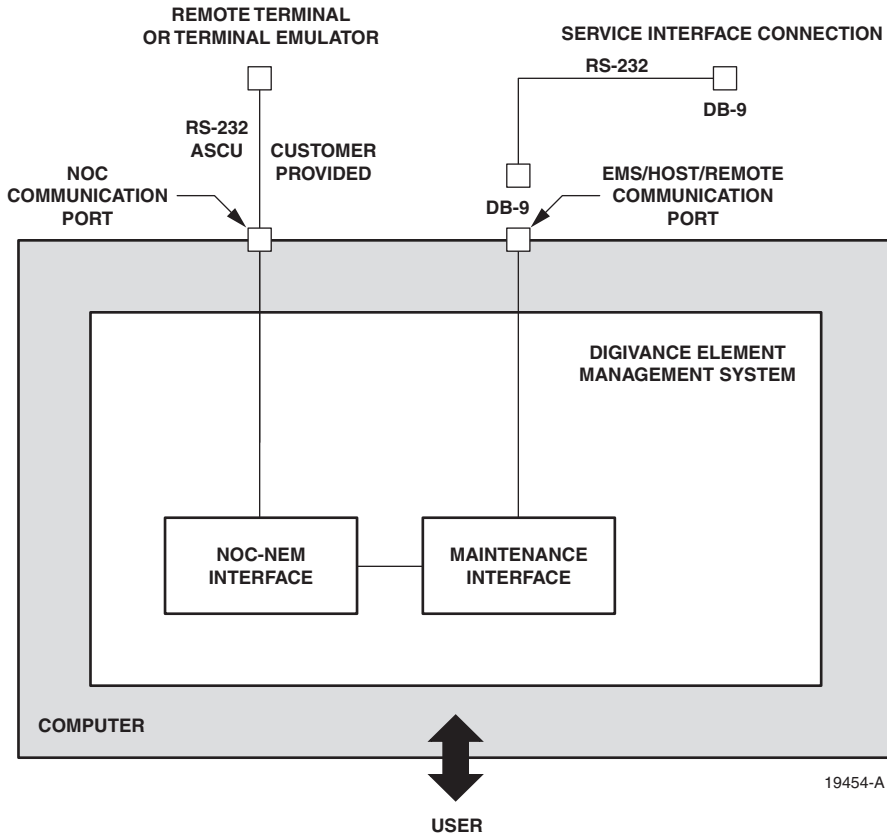 REMOTE TERMINAL
OR TERMINAL EMULATOR
SERVICE INTERFACE CONNECTION
RS-232
DB-9
RS-232
ASCU
CUSTOMER
PROVIDED
NOC
COMMUNICATION
PORT
DB-9
EMS/HOST/REMOTE
COMMUNICATION
PORT
DIGIVANCE ELEMENT
MANAGEMENT SYSTEM
NOC-NEM
INTERFACE
MAINTENANCE
INTERFACE
COMPUTER
19454-A
USER